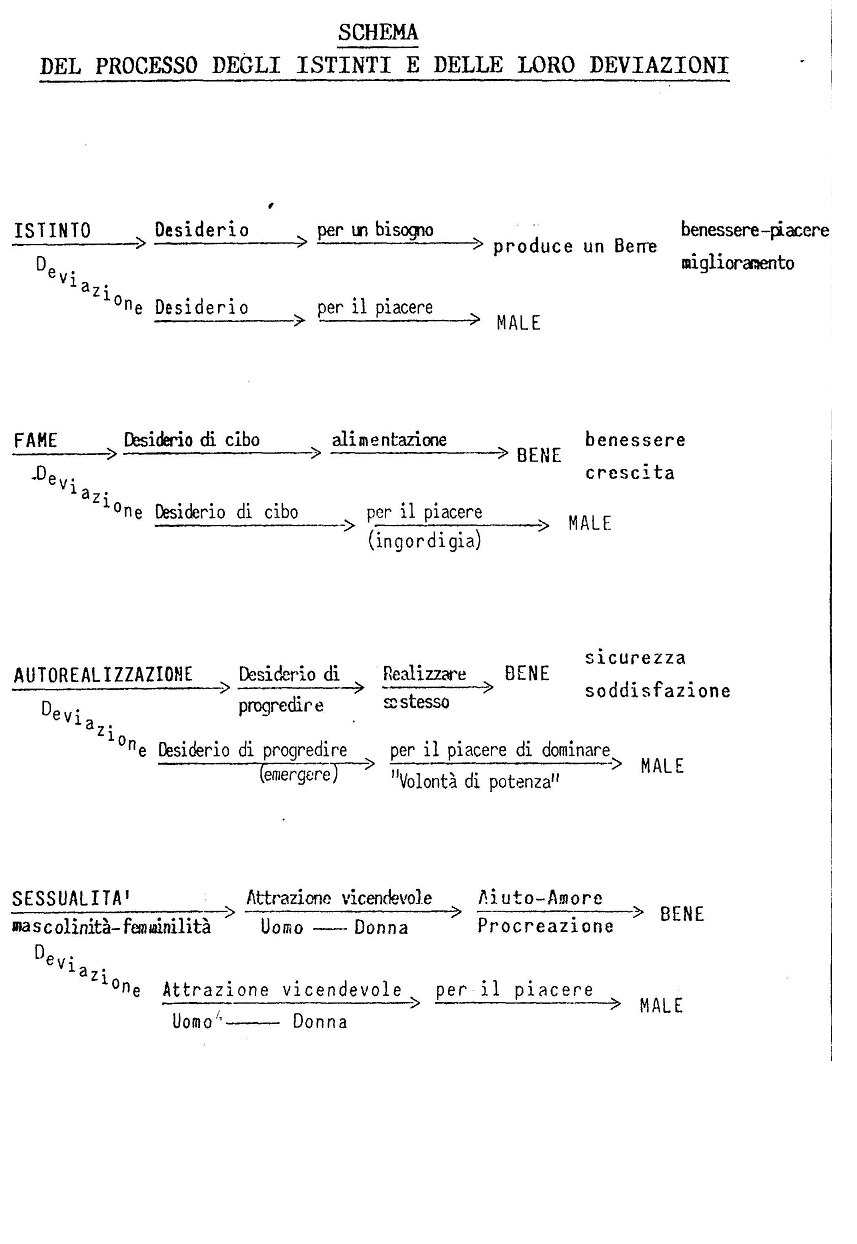 SCHEMA
DEL PROCESSO DEGLI ISTINTI E DELLE LORO DEVIAZIONI
ISTINTO Desiderio per un bisogno produce un Bene benessere-piacere
miglioramento
Deviazione Desiderio per il piacere MALE
FAME Desiderio di cibo alimentazione BENE benessere
crescita
Deviazione Desiderio di cibo per il piacere MALE
(ingordigia)
AUTOREALIZZAZIONE Desiderio di Realizzare BENE sicurezza
progredire se stesso soddisfazione
Deviazione Desiderio di progredire per il piacere di dominare MALE
(emergere) "Volontà di potenza"
SESSUALITA' Attrazione vicendevole Aiuto-Amore BENE
mascolinità-femminilità Uomo — Donna Procreazione
Deviazione Attrazione vicendevole per il piacere MALE
Uomo — Donna